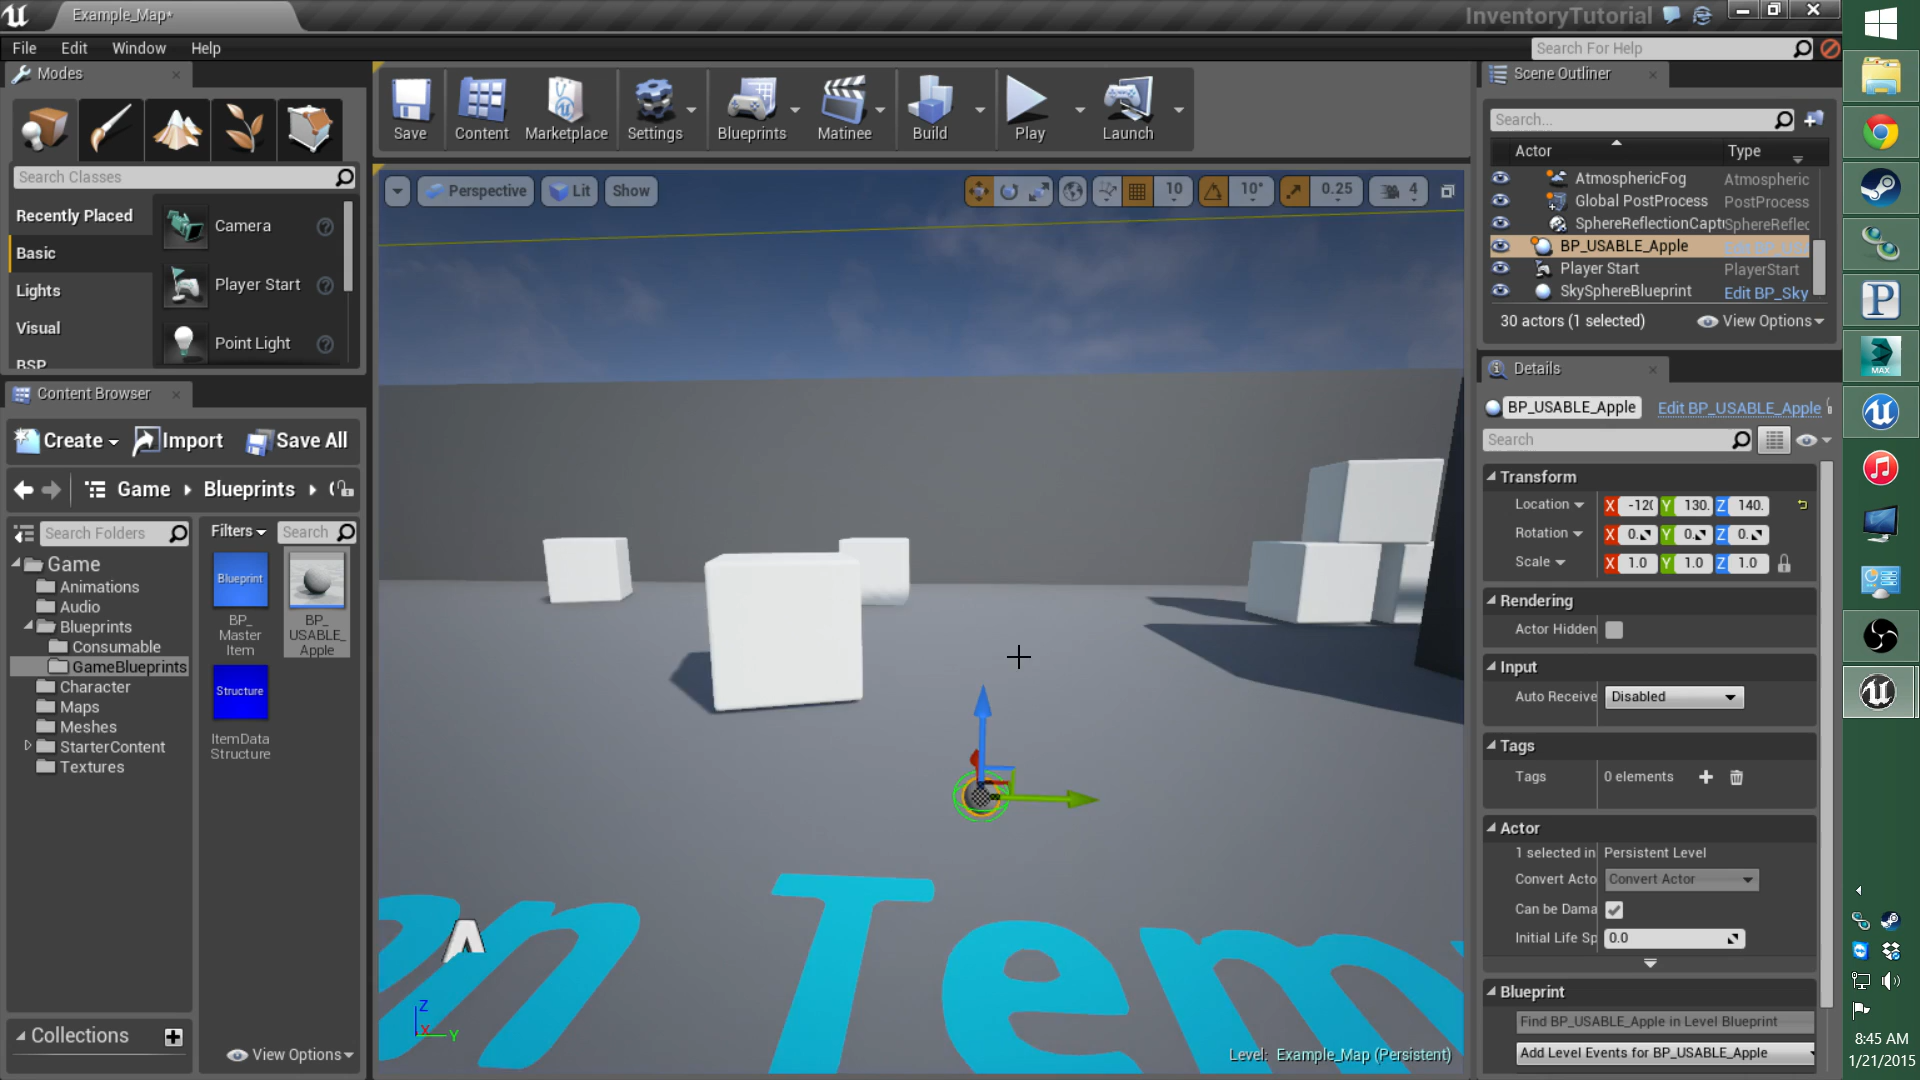 Example_Map*
InventoryTutorial
File Edit Window Help
Search For Help
Modes
Save Content Marketplace Settings Blueprints Matinee Build Play Launch
Search Classes
Recently Placed
Basic
Lights
Visual
BSP
Camera
Player Start
Point Light
Perspective Lit Show
10 10° 0.25 4
Scene Outliner
Search...
Actor Type
AtmosphericFog Atmospheric
Global PostProcess PostProcess
SphereReflectionCaptu SphereReflec
BP_USABLE_Apple
Player Start PlayerStart
SkySphereBlueprint Edit BP_Sky
30 actors (1 selected) View Options
Content Browser
Create Import Save All
Game Blueprints
Search Folders
Filters Search
Game
Animations
Audio
Blueprints
Consumable
GameBlueprints
Character
Maps
Meshes
StarterContent
Textures
Blueprint
BP_
Master
Item
BP_
USABLE_
Apple
Structure
ItemData
Structure
Collections
View Options
en Tem
Z
X
Y
Level: Example_Map (Persistent)
Details
BP_USABLE_Apple Edit BP_USABLE_Apple
Search
Transform
Location X -120 Y 130. Z 140.
Rotation X 0. Y 0. Z 0.
Scale X 1.0 Y 1.0 Z 1.0
Rendering
Actor Hidden
Input
Auto Receive Disabled
Tags
Tags 0 elements
Actor
1 selected in Persistent Level
Convert Acto Convert Actor
Can be Dama
Initial Life Sp 0.0
Blueprint
Find BP_USABLE_Apple in Level Blueprint
Add Level Events for BP_USABLE_Apple
P
MAX
8:45 AM
1/21/2015